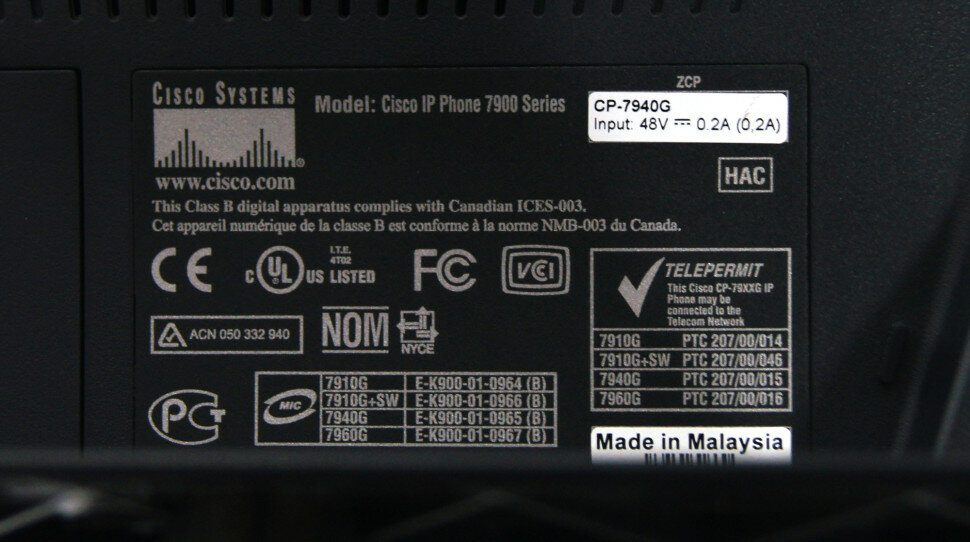 CISCO SYSTEMS
www.cisco.com
Model: Cisco IP Phone 7900 Series
ZCP
CP-7940G
Input: 48V ⎓ 0.2A (0,2A)
HAC
This Class B digital apparatus complies with Canadian ICES-003.
Cet appareil numérique de la classe B est conforme à la norme NMB-003 du Canada.
CE
C UL US LISTED
I.T.E.
4T02
FC
VCI
TELEPERMIT
This Cisco CP-79XXG IP
Phone may be
connected to the
Telecom Network
7910G PTC 207/00/014
7910G+SW PTC 207/00/046
7940G PTC 207/00/015
7960G PTC 207/00/016
ACN 050 332 940
NOM
NYCE
PCT
MIC
7910G E-K900-01-0964 (B)
7910G+SW E-K900-01-0966 (B)
7940G E-K900-01-0965 (B)
7960G E-K900-01-0967 (B)
Made in Malaysia